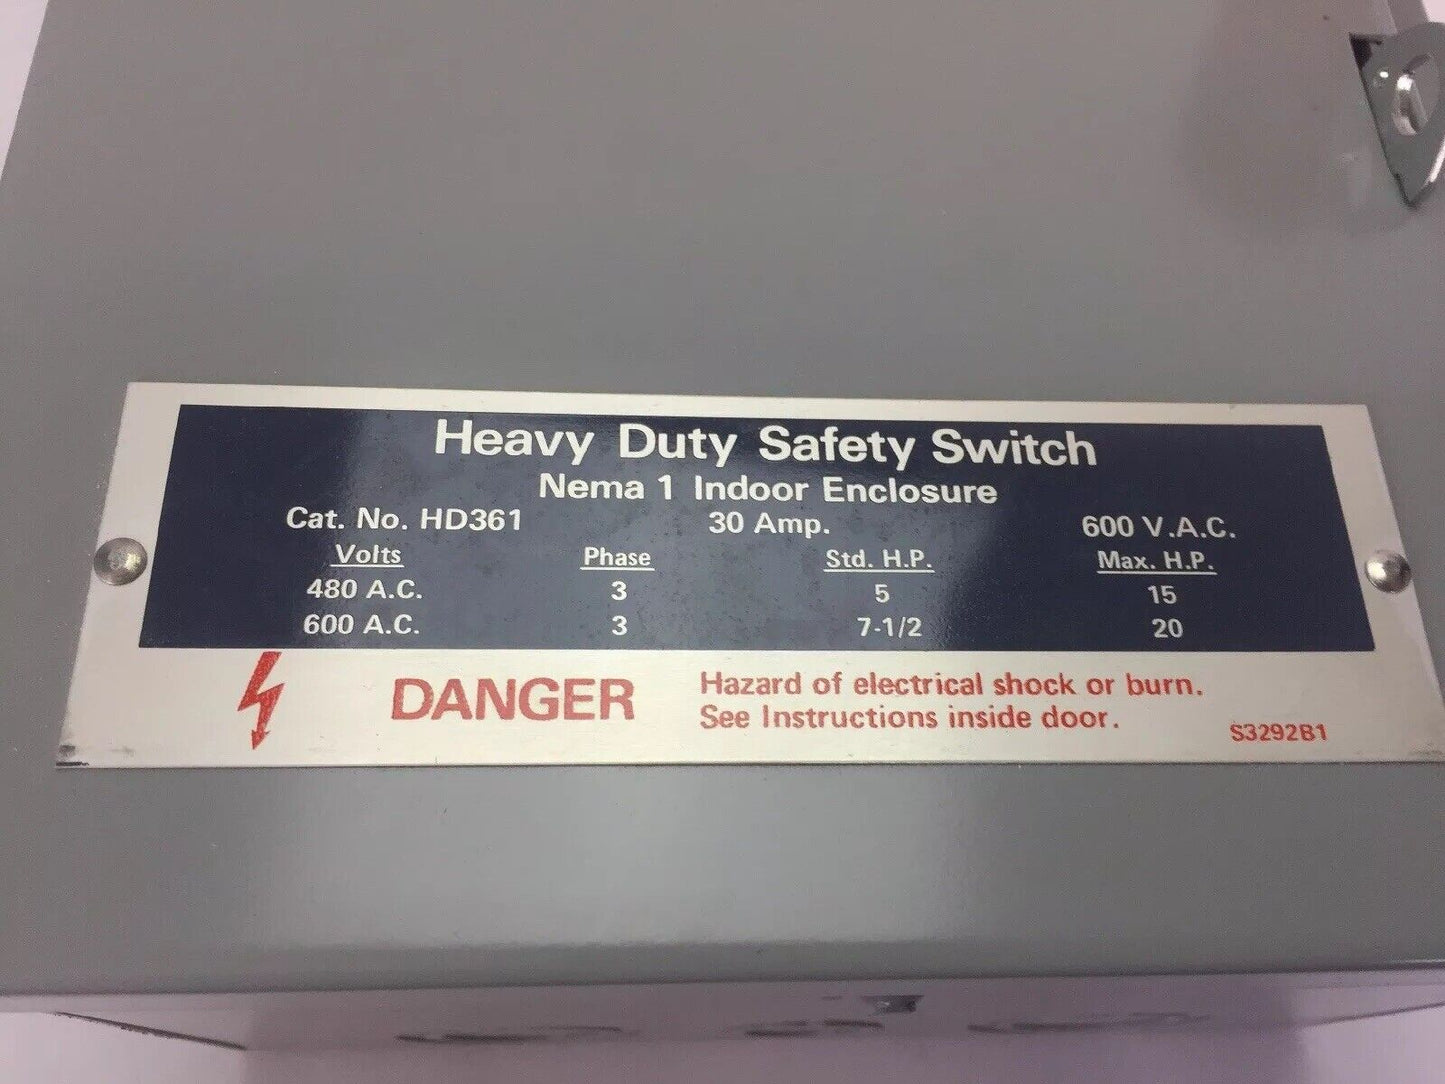 Heavy Duty Safety Switch
Nema 1 Indoor Enclosure
Cat. No. HD361 30 Amp. 600 V.A.C.
Volts Phase Std. H.P. Max. H.P.
480 A.C. 3 5 15
600 A.C. 3 7-1/2 20
DANGER
Hazard of electrical shock or burn.
See Instructions inside door.
S3292B1